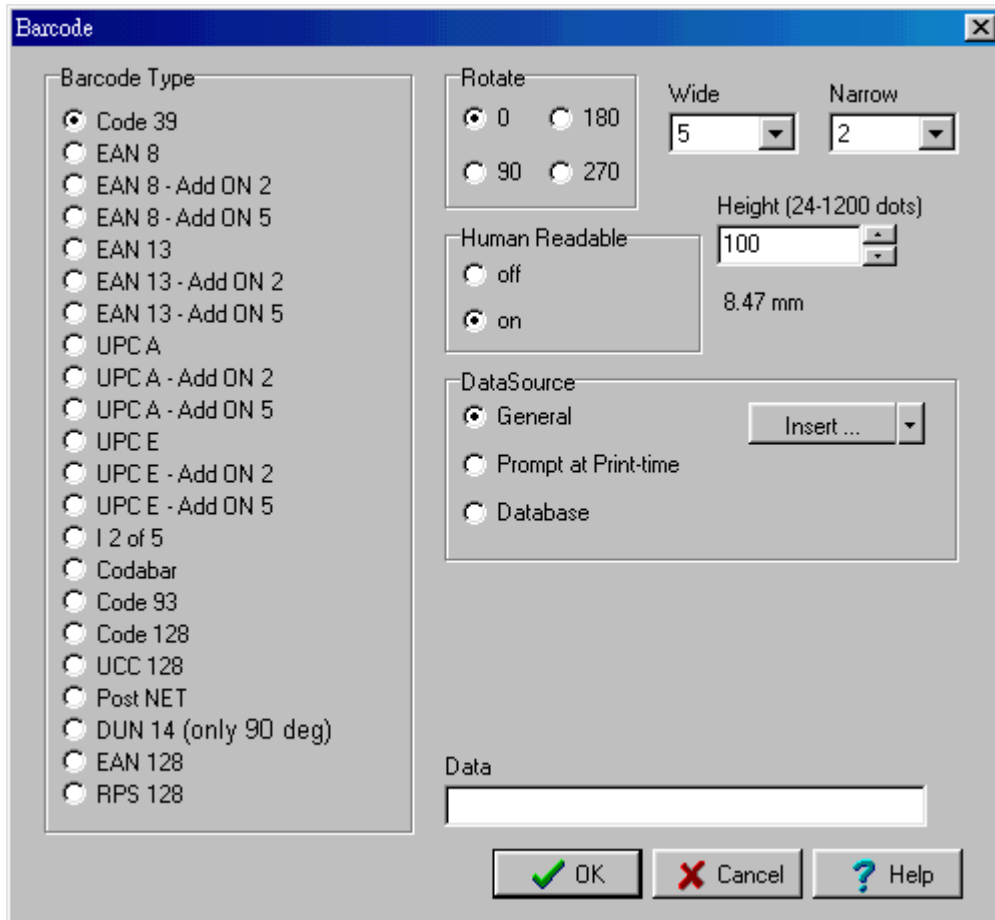 Barcode
Barcode Type
Code 39
EAN 8
EAN 8 - Add ON 2
EAN 8 - Add ON 5
EAN 13
EAN 13 - Add ON 2
EAN 13 - Add ON 5
UPC A
UPC A - Add ON 2
UPC A - Add ON 5
UPC E
UPC E - Add ON 2
UPC E - Add ON 5
I 2 of 5
Codabar
Code 93
Code 128
UCC 128
Post NET
DUN 14 (only 90 deg)
EAN 128
RPS 128
Rotate
0 180
90 270
Wide
5
Narrow
2
Height (24-1200 dots)
100
8.47 mm
Human Readable
off
on
DataSource
General
Prompt at Print-time
Database
Insert ...
Data
OK
Cancel
? Help